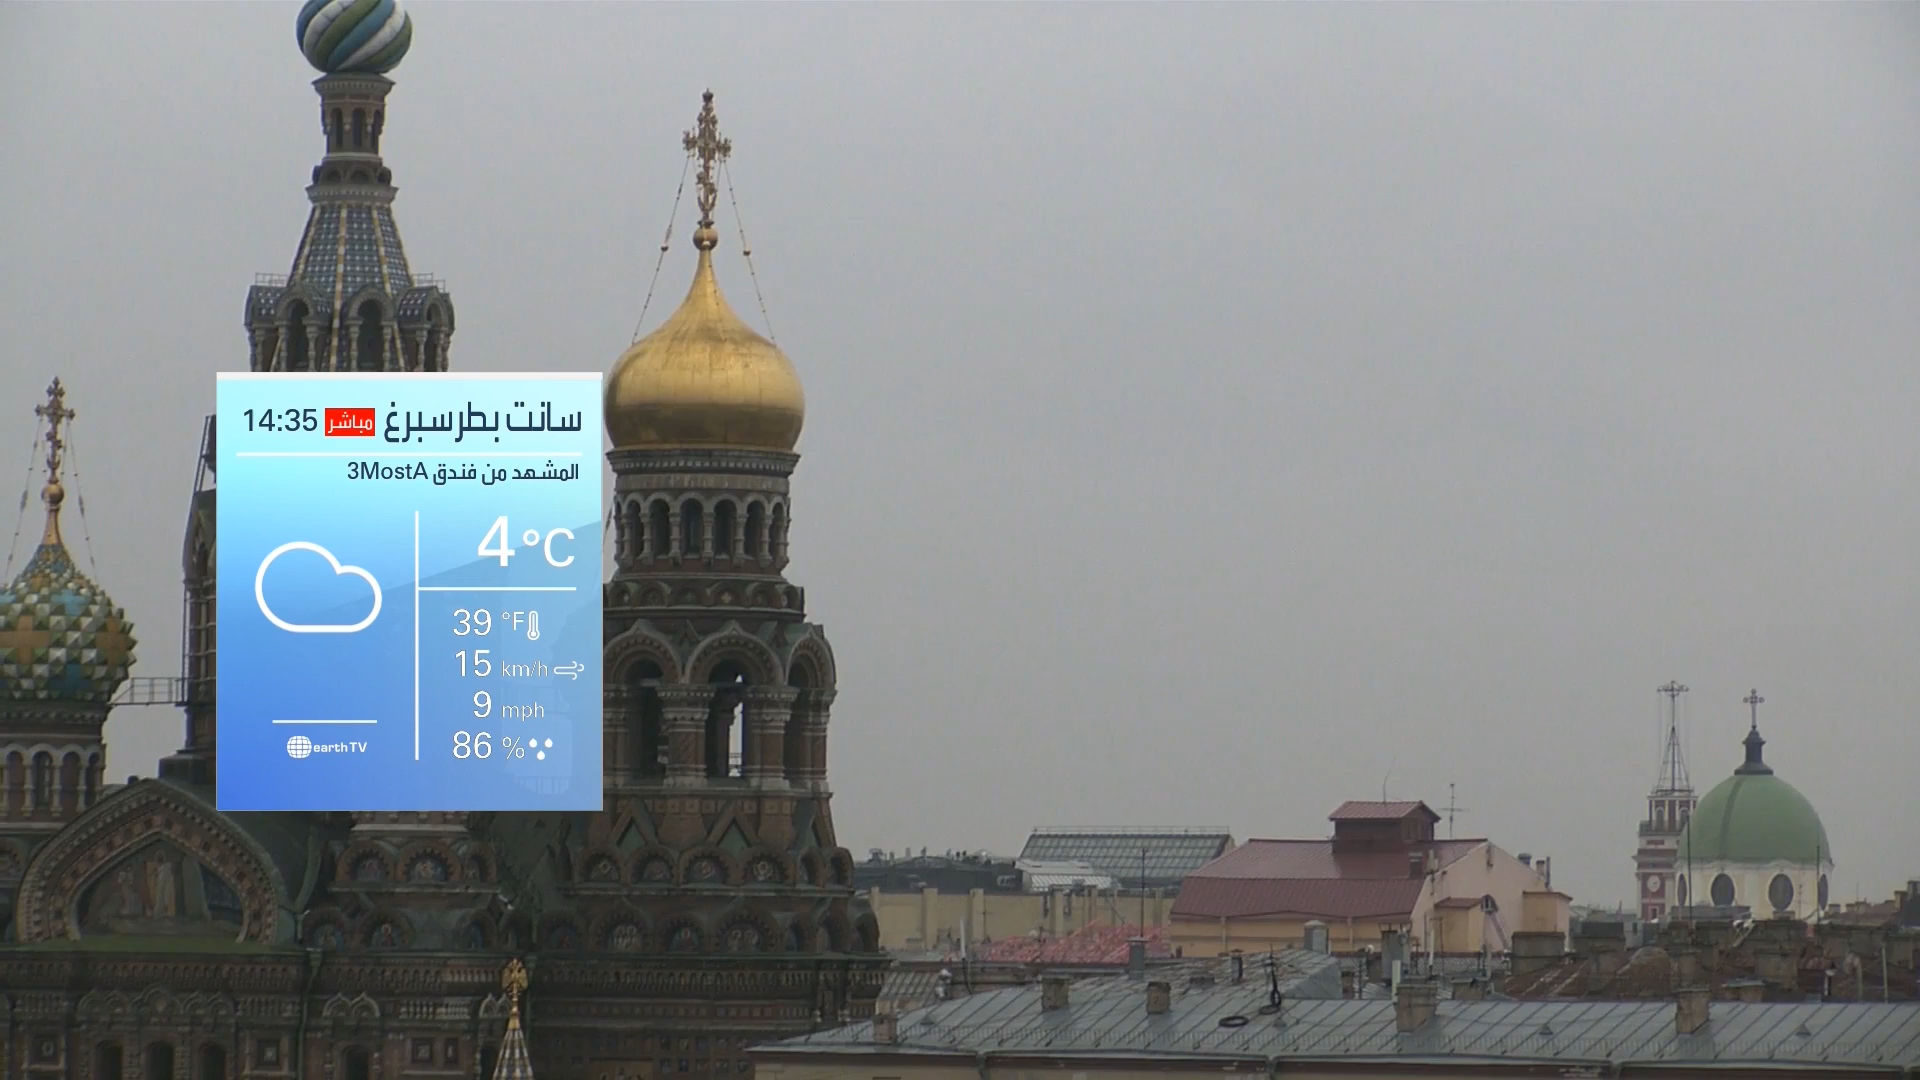 سانت بطرسبرغ مباشر 14:35
المشهد من فندق 3MostA
4°C
39 °F
15 km/h
9 mph
86 %
earthTV